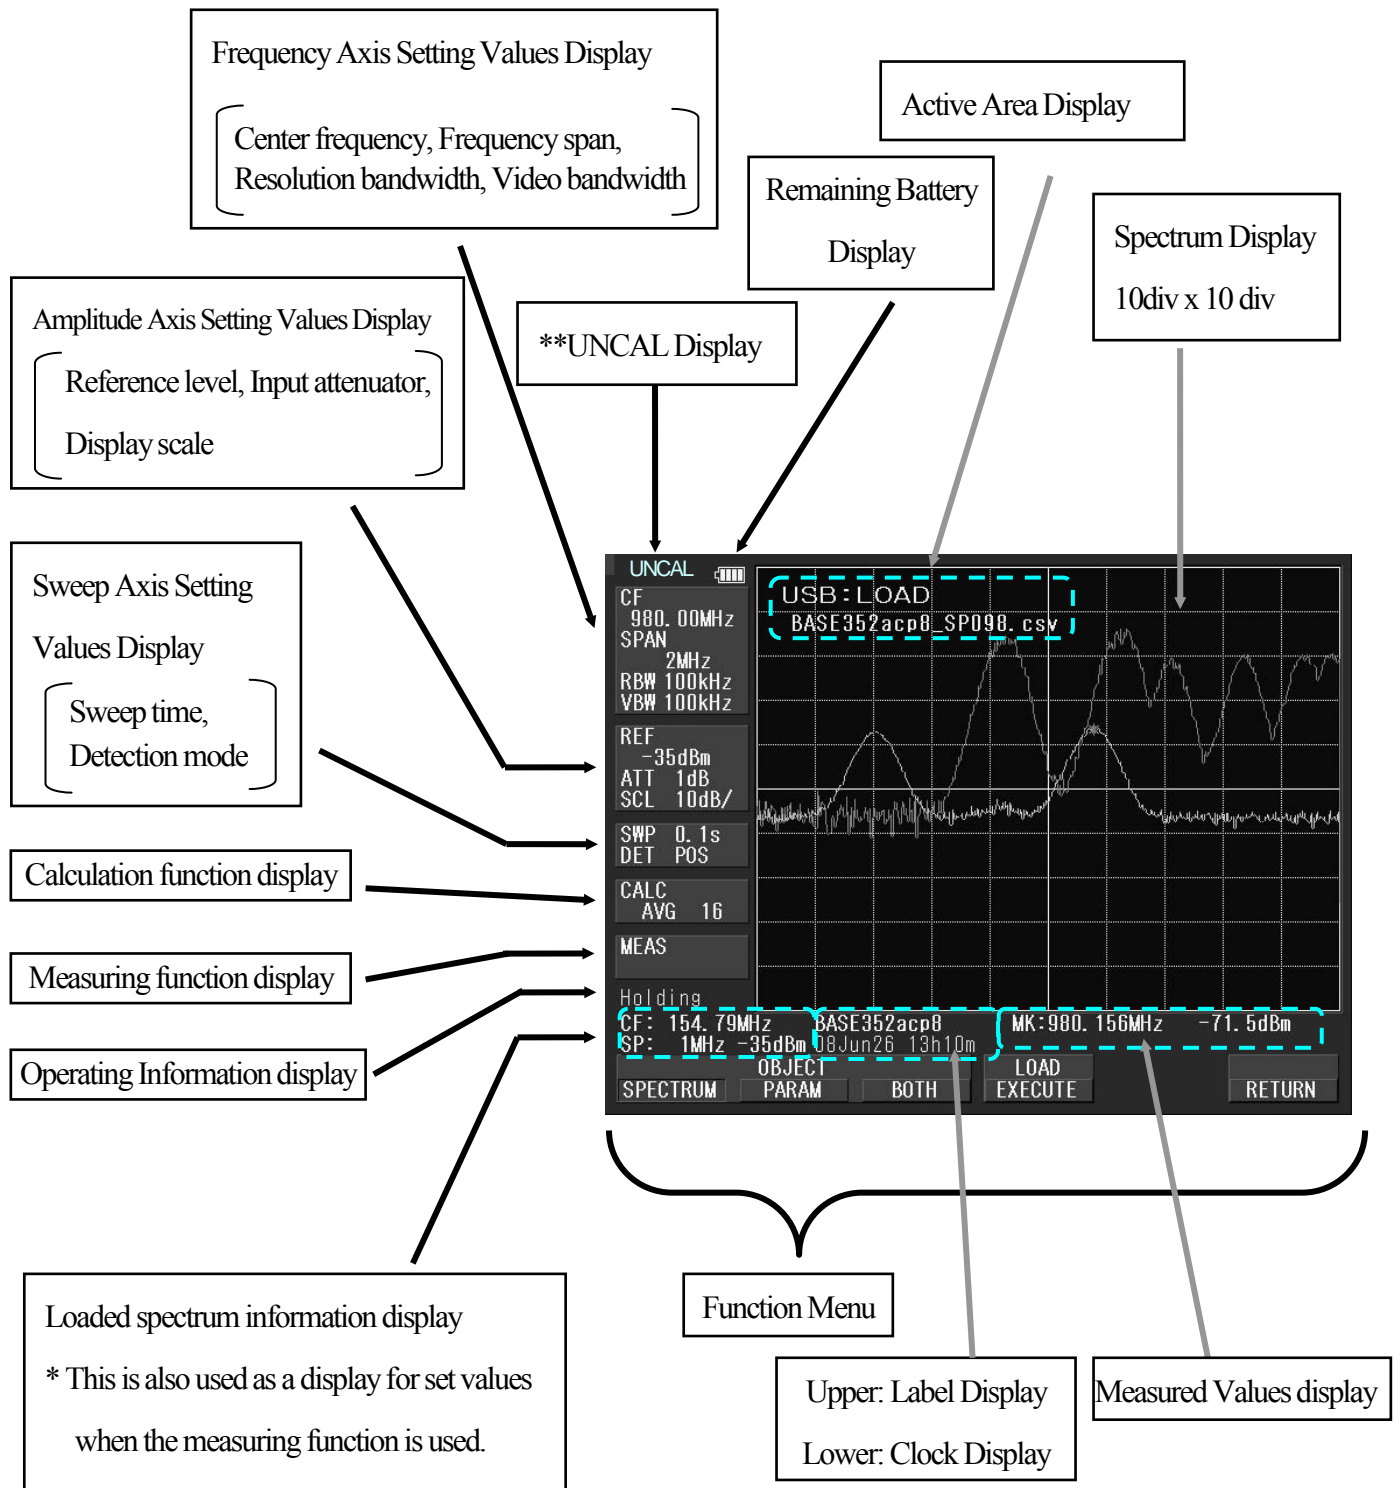 Frequency Axis Setting Values Display
Center frequency, Frequency span,
Resolution bandwidth, Video bandwidth
Active Area Display
Remaining Battery
Display
Spectrum Display
10div x 10 div
Amplitude Axis Setting Values Display
Reference level, Input attenuator,
Display scale
**UNCAL Display
Sweep Axis Setting
Values Display
Sweep time,
Detection mode
Calculation function display
Measuring function display
Operating Information display
UNCAL
CF
980.00MHz
SPAN
2MHz
RBW 100kHz
VBW 100kHz
REF
-35dBm
ATT 1dB
SCL 10dB/
SWP 0.1s
DET POS
CALC
AVG 16
MEAS
Holding
USB:LOAD
BASE352acp8_SP098.csv
CF: 154.79MHz
SP: 1MHz -35dBm
BASE352acp8
08Jun26 13h10m
MK:980.156MHz -71.5dBm
OBJECT
LOAD
SPECTRUM PARAM BOTH EXECUTE RETURN
Loaded spectrum information display
* This is also used as a display for set values
when the measuring function is used.
Function Menu
Upper: Label Display
Lower: Clock Display
Measured Values display